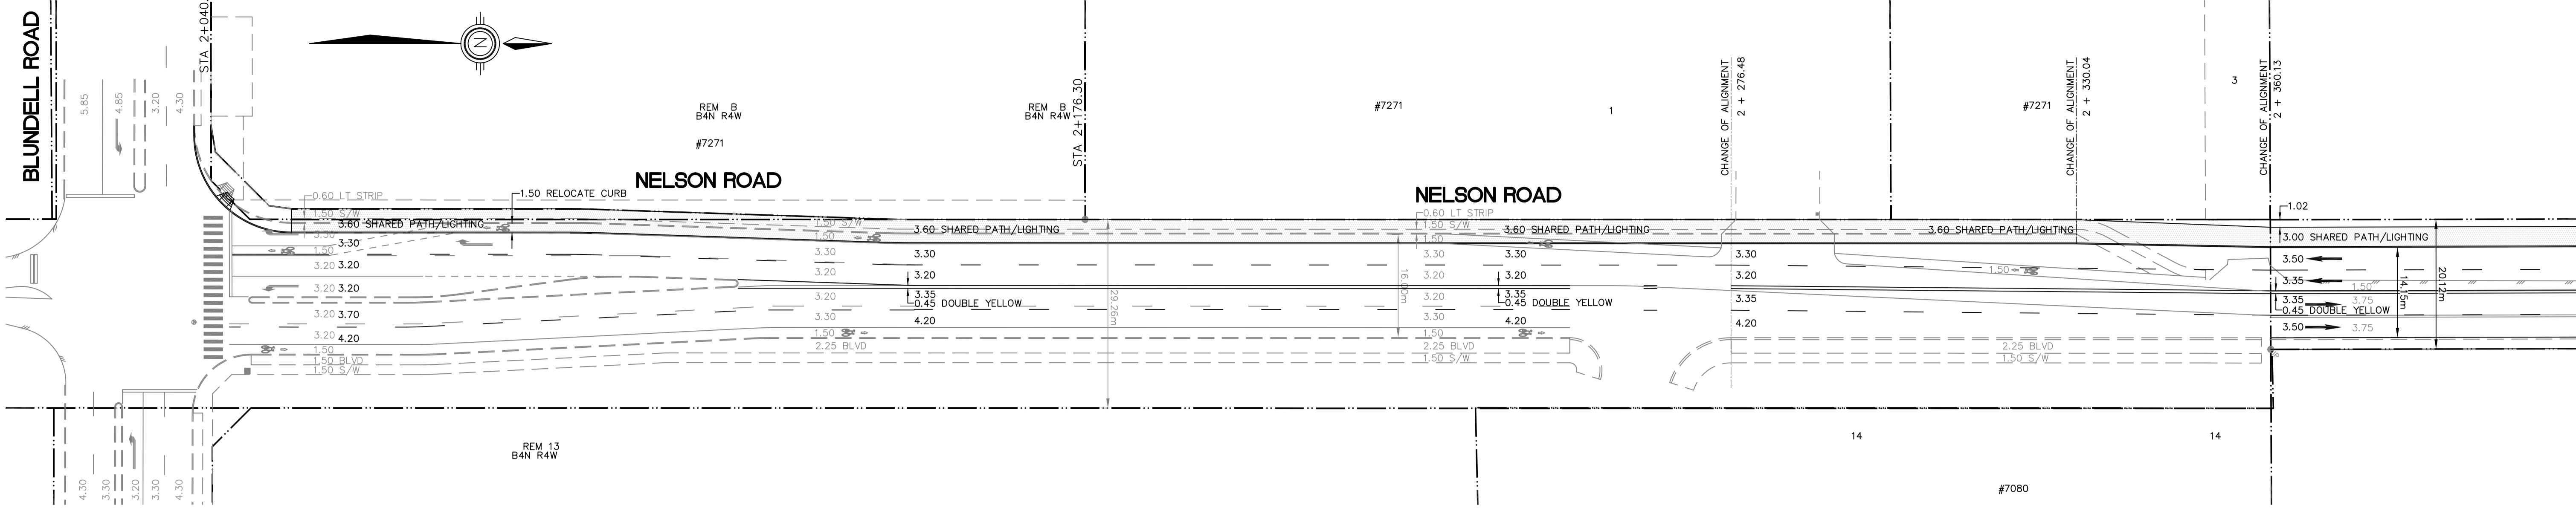 BLUNDELL ROAD
5.85
4.85
3.20
4.30
STA 2+040.
N
REM B
B4N R4W
#7271
REM B
B4N R4W
STA 2+176.30
#7271
1
CHANGE OF ALIGNMENT
2 + 276.48
#7271
CHANGE OF ALIGNMENT
2 + 330.04
3
CHANGE OF ALIGNMENT
2 + 360.13
NELSON ROAD
NELSON ROAD
0.60 LT STRIP
1.50 S/W
1.50 RELOCATE CURB
3.60 SHARED PATH/LIGHTING
3.30
3.30
1.50
3.20 3.20
3.20 3.20
3.20 3.70
3.20 4.20
1.50
1.50 BLVD
1.50 S/W
1.50 S/W
1.50
3.30
3.20
3.20
3.30
1.50
2.25 BLVD
3.60 SHARED PATH/LIGHTING
3.30
3.20
3.35
0.45 DOUBLE YELLOW
4.20
29.26m
16.00m
0.60 LT STRIP
1.50 S/W
1.50
3.30
3.20
3.20
3.30
1.50
2.25 BLVD
1.50 S/W
3.60 SHARED PATH/LIGHTING
3.30
3.20
3.35
0.45 DOUBLE YELLOW
4.20
3.30
3.20
3.35
4.20
3.60 SHARED PATH/LIGHTING
1.50
2.25 BLVD
1.50 S/W
1.02
3.00 SHARED PATH/LIGHTING
3.50
3.35
1.50
3.35
3.75
0.45 DOUBLE YELLOW
3.50
3.75
14.15m
20.12m
4.30
3.30
3.20
3.30
4.30
REM 13
B4N R4W
14
14
#7080